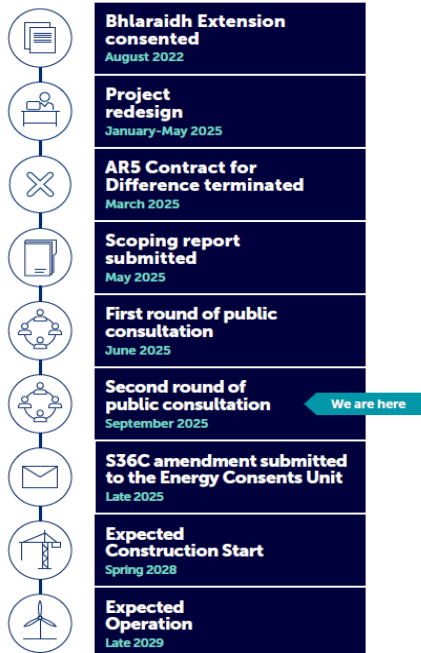 Bhlaraidh Extension
consented
August 2022
Project
redesign
January-May 2025
AR5 Contract for
Difference terminated
March 2025
Scoping report
submitted
May 2025
First round of public
consultation
June 2025
Second round of
public consultation
September 2025
We are here
S36C amendment submitted
to the Energy Consents Unit
Late 2025
Expected
Construction Start
Spring 2028
Expected
Operation
Late 2029